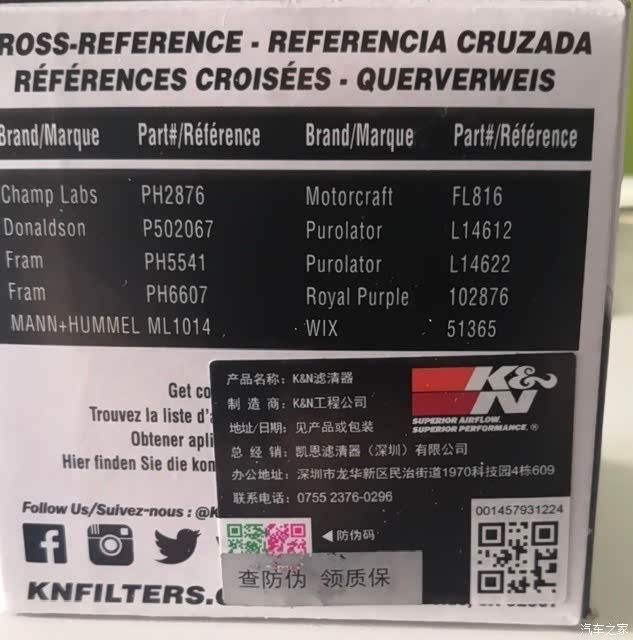 ROSS-REFERENCE - REFERENCIA CRUZADA
RÉFÉRENCES CROISÉES - QUERVERWEIS
Brand/Marque Part#/Référence Brand/Marque Part#/Référence
Champ Labs PH2876 Motorcraft FL816
Donaldson P502067 Purolator L14612
Fram PH5541 Purolator L14622
Fram PH6607 Royal Purple 102876
MANN+HUMMEL ML1014 WIX 51365
Get co
Trouvez la liste d'
Obtener apli
Hier finden Sie die kon
Follow Us/Suivez-nous : @K
KNFILTERS.
产品名称：K&N滤清器
制 造 商：K&N工程公司
地址/日期：见产品或包装
总 经 销：凯恩滤清器（深圳）有限公司
办公地址：深圳市龙华新区民治街道1970科技园4栋609
联系电话：0755 2376-0296
K&N
SUPERIOR AIRFLOW.
SUPERIOR PERFORMANCE.®
001457931224
◀防伪码
查防伪 领质保
汽车之家